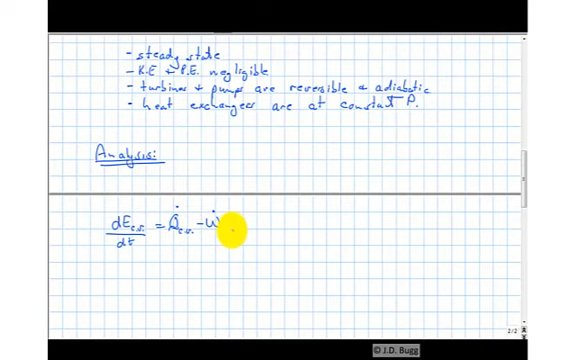 - steady state
- K.E & P.E. negligible
- turbines & pumps are reversible & adiabatic
- heat exchangers are at constant P.
Analysis:
dE_c.v./dt = Q̇_c.v. - Ẇ
2/2
© J.D. Bugg